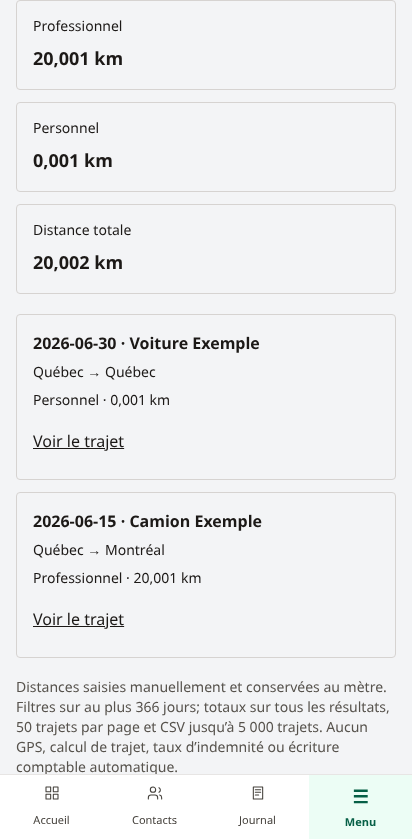 Professionnel
20,001 km
Personnel
0,001 km
Distance totale
20,002 km
2026-06-30 · Voiture Exemple
Québec → Québec
Personnel · 0,001 km
Voir le trajet
2026-06-15 · Camion Exemple
Québec → Montréal
Professionnel · 20,001 km
Voir le trajet
Distances saisies manuellement et conservées au mètre.
Filtres sur au plus 366 jours; totaux sur tous les résultats,
50 trajets par page et CSV jusqu’à 5 000 trajets. Aucun
GPS, calcul de trajet, taux d’indemnité ou écriture
comptable automatique.
Accueil
Contacts
Journal
Menu